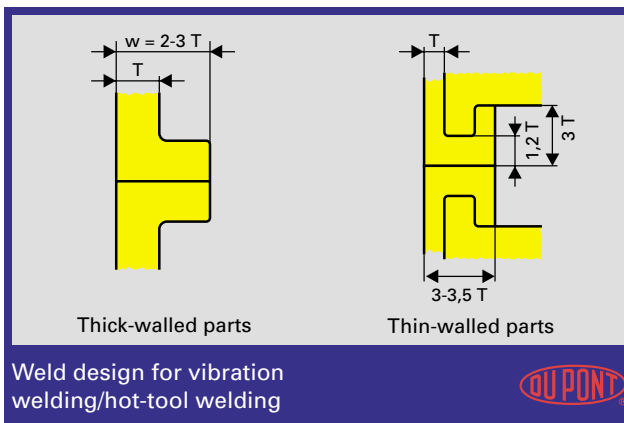 w = 2-3 T
T
T
1,2 T
3 T
3-3,5 T
Thick-walled parts
Thin-walled parts
Weld design for vibration
welding/hot-tool welding
DU PONT
®